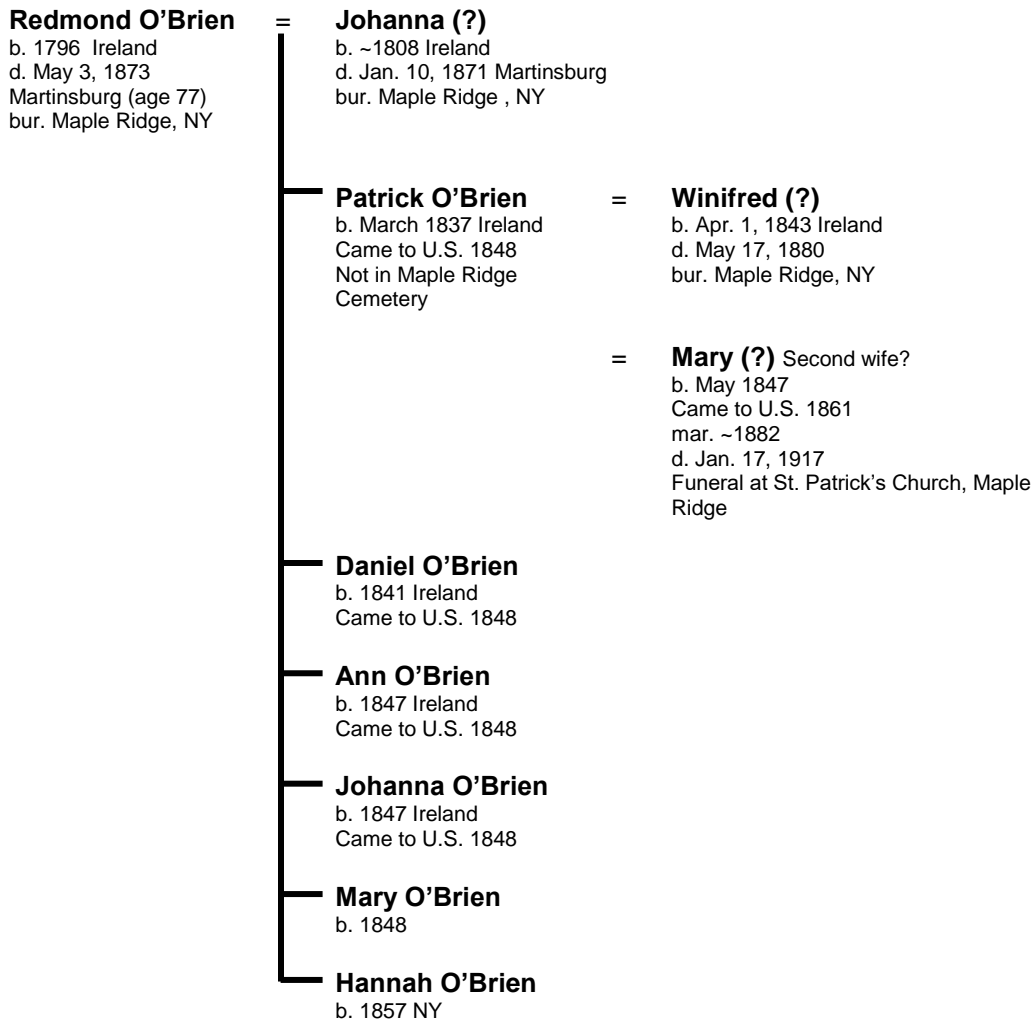 Redmond O’Brien = Johanna (?)
b. 1796 Ireland
d. May 3, 1873
Martinsburg (age 77)
bur. Maple Ridge, NY
b. ~1808 Ireland
d. Jan. 10, 1871 Martinsburg
bur. Maple Ridge , NY
Patrick O’Brien = Winifred (?)
b. March 1837 Ireland
Came to U.S. 1848
Not in Maple Ridge
Cemetery
b. Apr. 1, 1843 Ireland
d. May 17, 1880
bur. Maple Ridge, NY
= Mary (?) Second wife?
b. May 1847
Came to U.S. 1861
mar. ~1882
d. Jan. 17, 1917
Funeral at St. Patrick’s Church, Maple
Ridge
Daniel O’Brien
b. 1841 Ireland
Came to U.S. 1848
Ann O’Brien
b. 1847 Ireland
Came to U.S. 1848
Johanna O’Brien
b. 1847 Ireland
Came to U.S. 1848
Mary O’Brien
b. 1848
Hannah O’Brien
b. 1857 NY